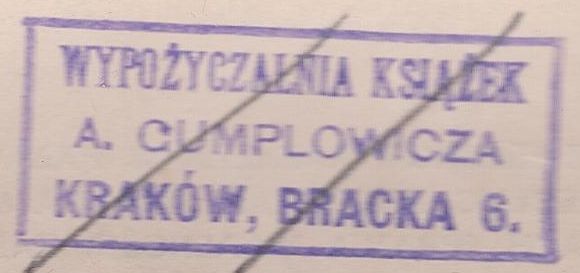 WYPOŻYCZALNIA KSIĄŻEK
A. GUMPLOWICZA
KRAKÓW, BRACKA 6.